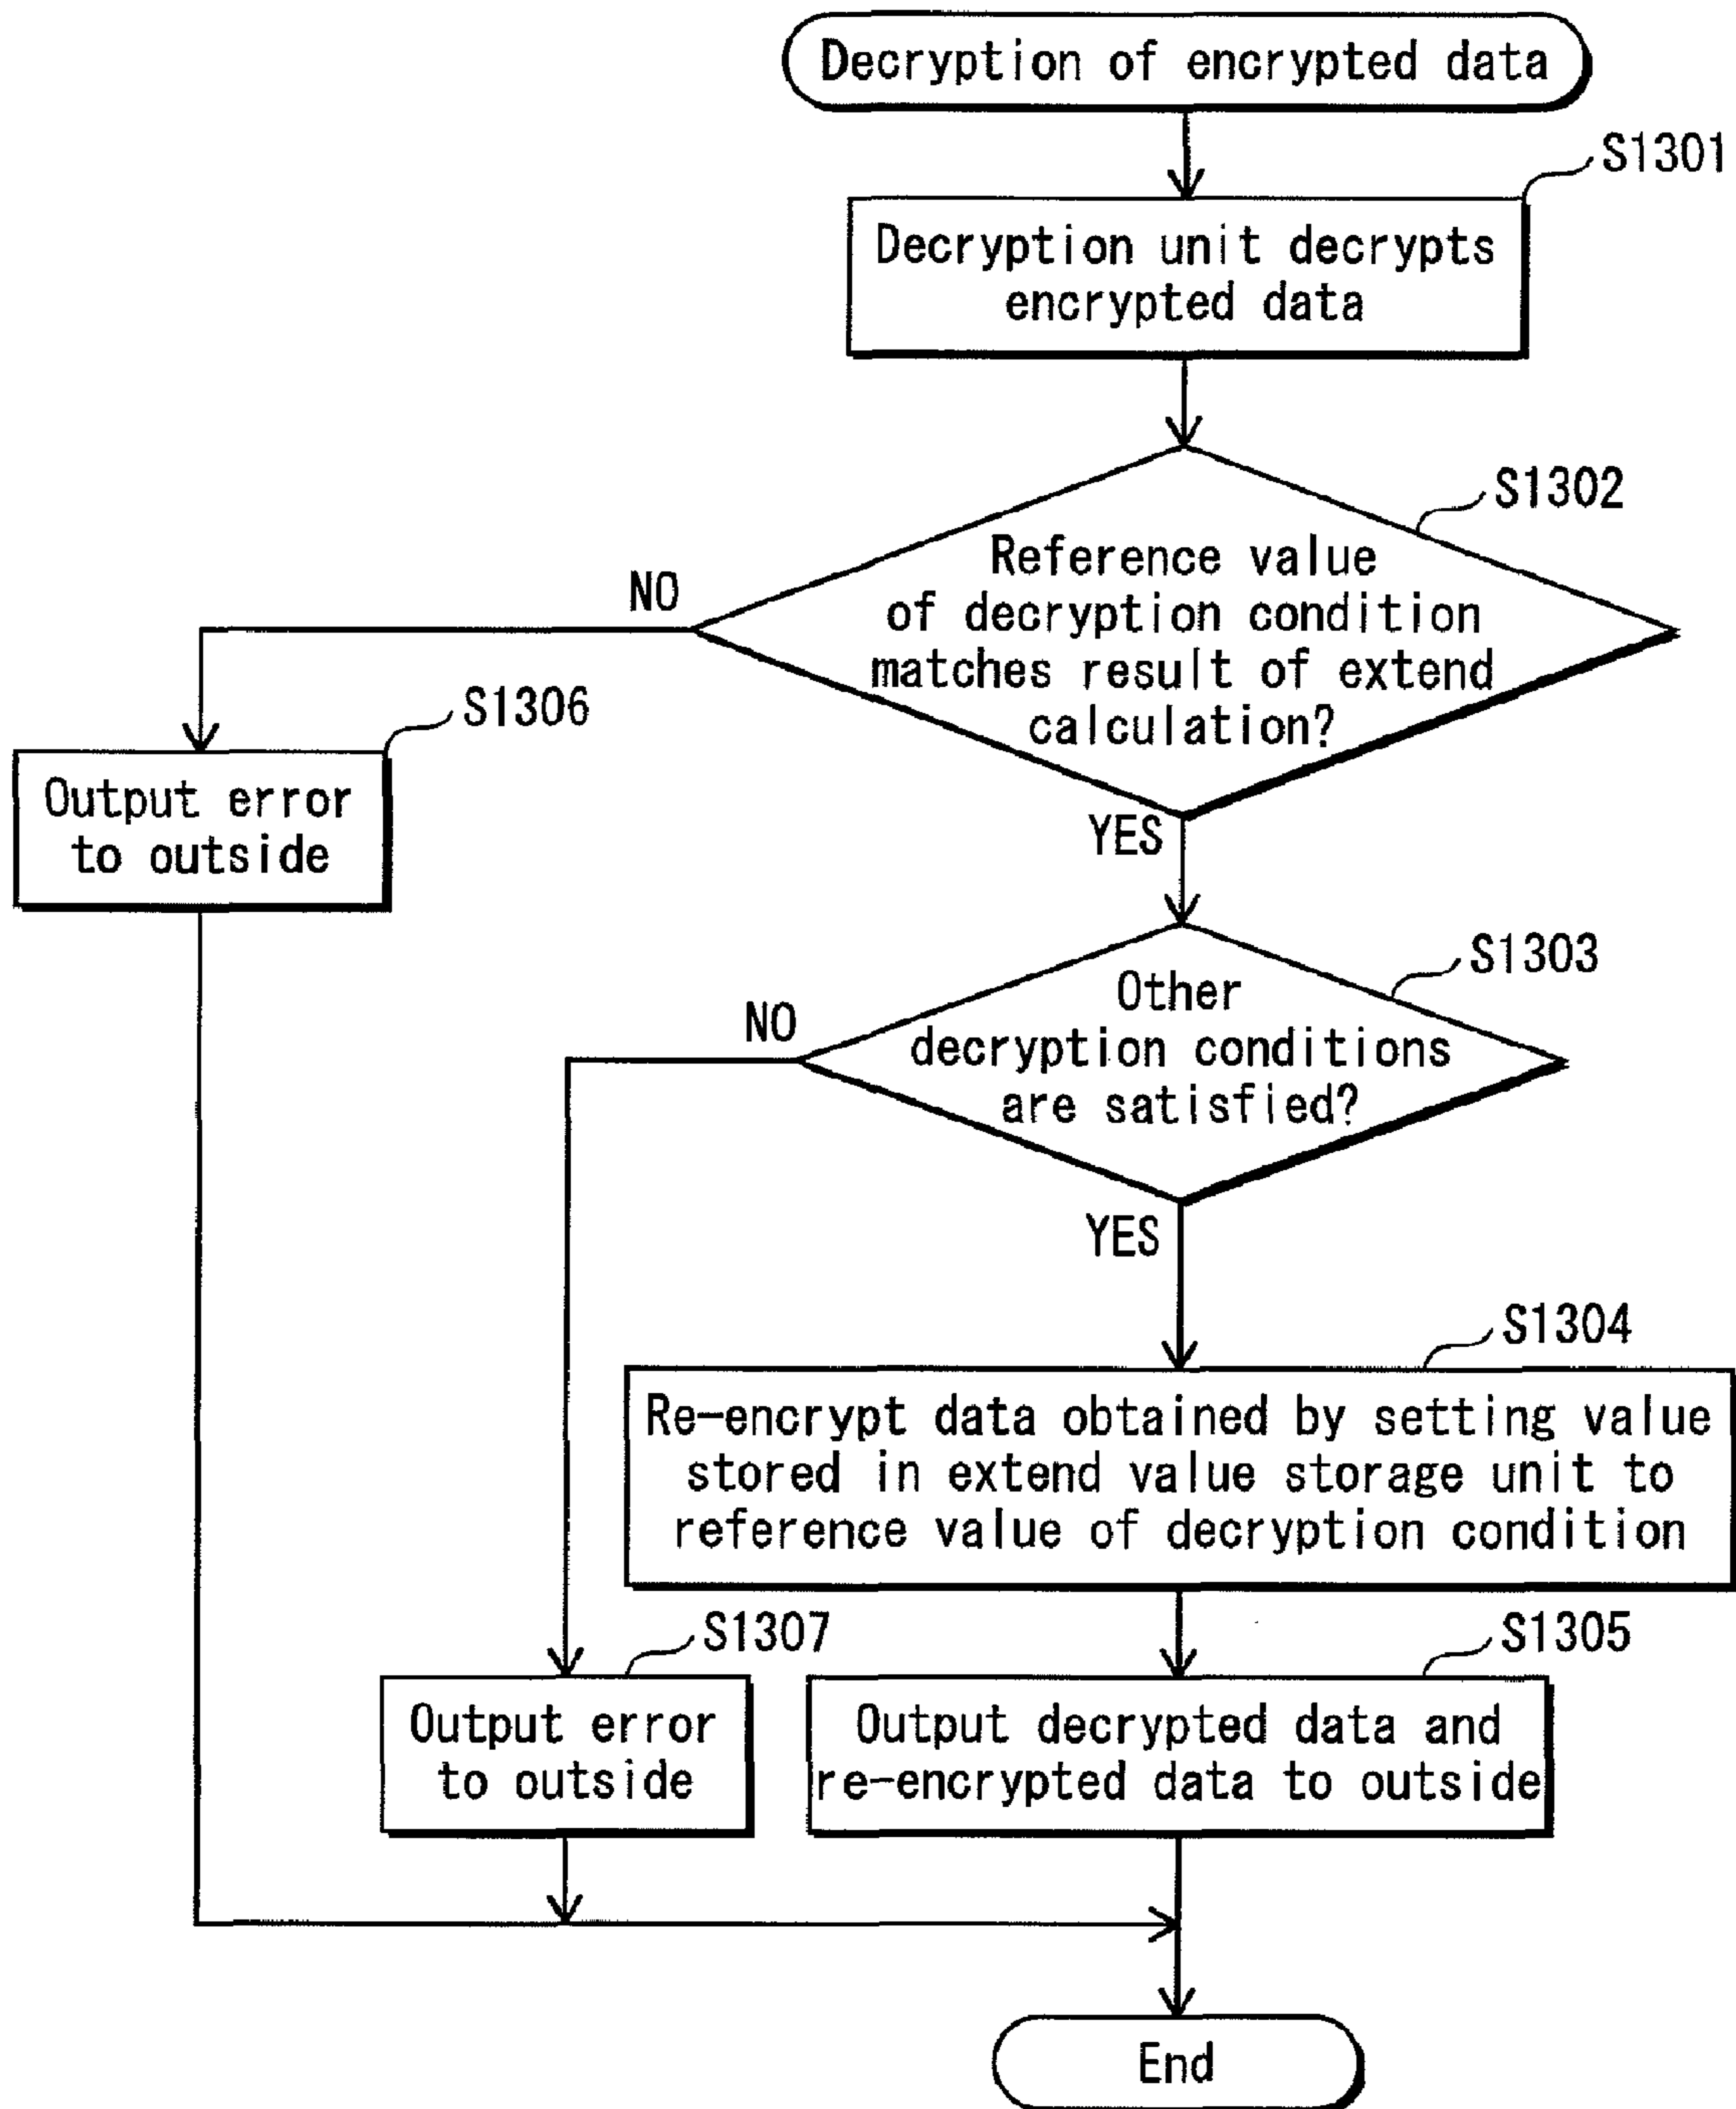 Decryption of encrypted data
S1301
Decryption unit decrypts
encrypted data
S1302
Reference value
of decryption condition
matches result of extend
calculation?
NO
YES
S1306
Output error
to outside
S1303
Other
decryption conditions
are satisfied?
NO
YES
S1304
Re-encrypt data obtained by setting value
stored in extend value storage unit to
reference value of decryption condition
S1307
Output error
to outside
S1305
Output decrypted data and
re-encrypted data to outside
End